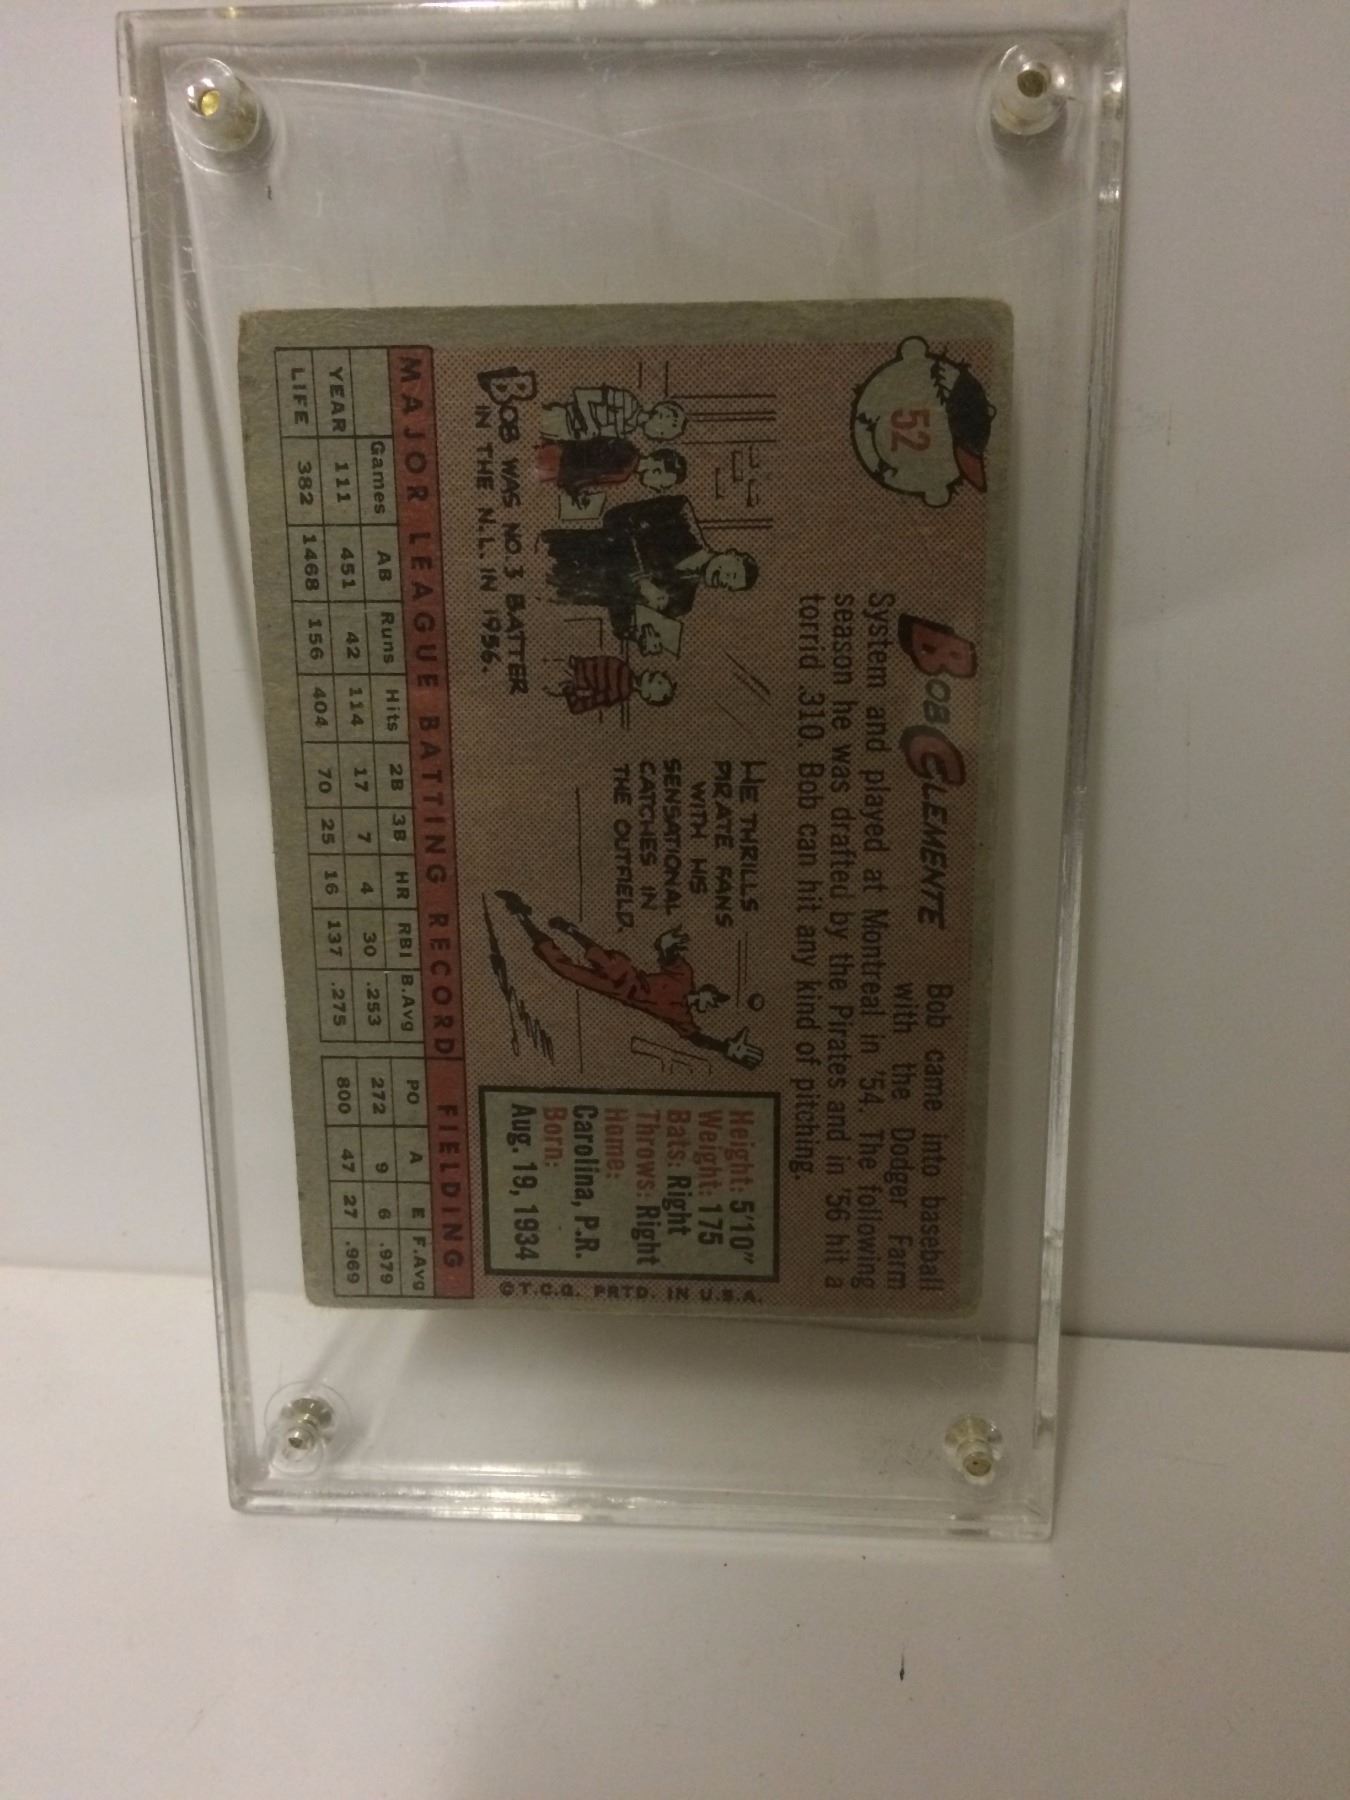 52
BOB CLEMENTE
Bob came into baseball
with the Dodger Farm
System and played at Montreal in '54. The following
season he was drafted by the Pirates and in '56 hit a
torrid .310. Bob can hit any kind of pitching.
BOB WAS NO. 3 BATTER
IN THE N.L. IN 1956.
HE THRILLS
PIRATE FANS
WITH HIS
SENSATIONAL
CATCHES IN
THE OUTFIELD.
Height: 5'10"
Weight: 175
Bats: Right
Throws: Right
Home:
Carolina, P.R.
Born:
Aug. 19, 1934
© T.C.G. PRTD. IN U.S.A.
MAJOR LEAGUE BATTING RECORD FIELDING
Games AB Runs Hits 2B 3B HR RBI B.Avg PO A E F.Avg
YEAR 111 451 42 114 17 7 4 30 .253 272 9 6 .979
LIFE 382 1468 156 404 70 25 16 137 .275 800 47 27 .969